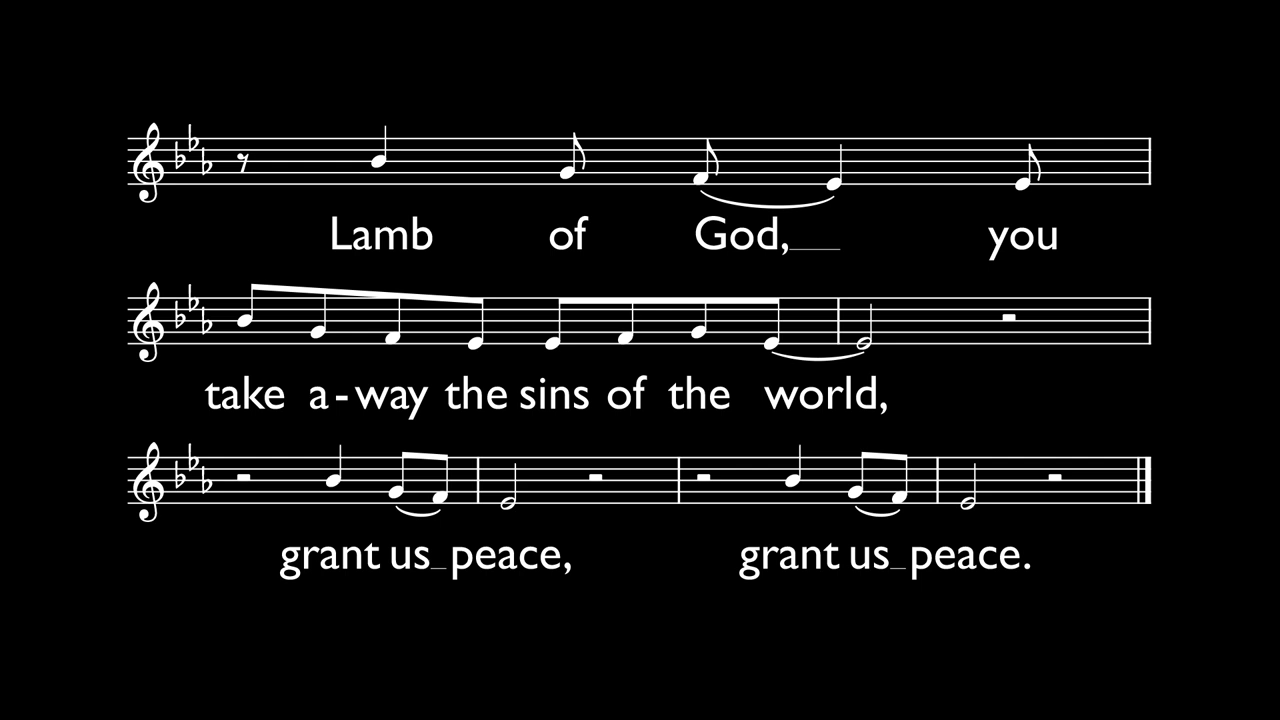 Lamb of God, you
take a-way the sins of the world,
grant us peace, grant us peace.